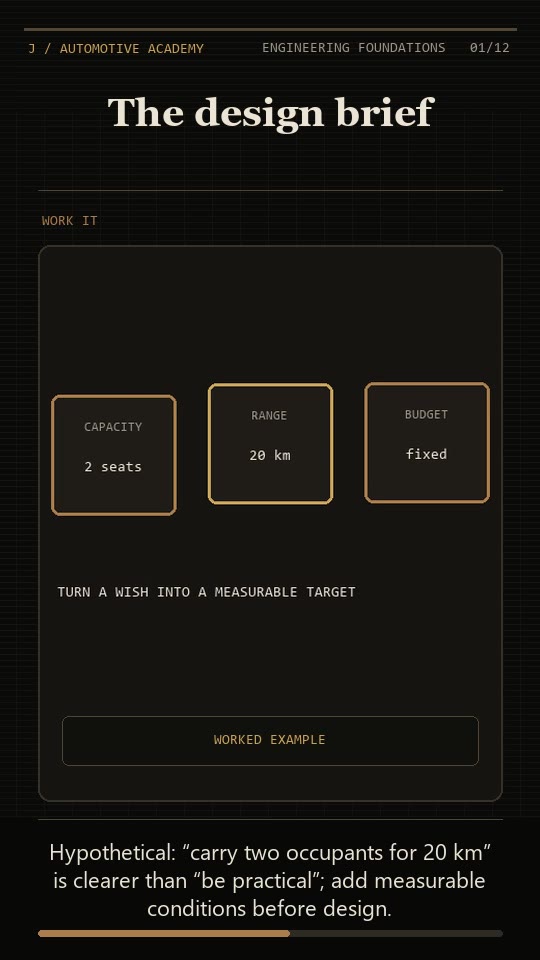 J / AUTOMOTIVE ACADEMY
ENGINEERING FOUNDATIONS 01/12
The design brief
WORK IT
CAPACITY
2 seats
RANGE
20 km
BUDGET
fixed
TURN A WISH INTO A MEASURABLE TARGET
WORKED EXAMPLE
Hypothetical: “carry two occupants for 20 km”
is clearer than “be practical”; add measurable
conditions before design.